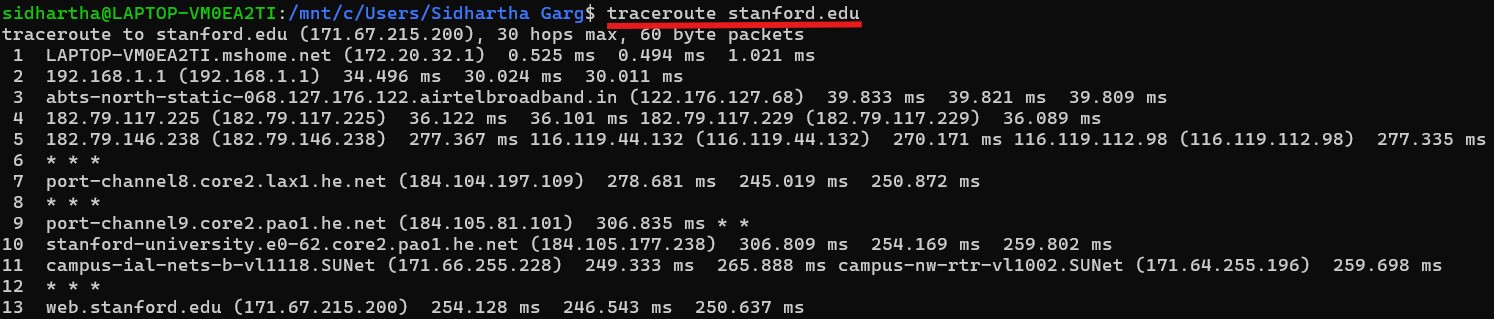 sidhartha@LAPTOP-VM0EA2TI:/mnt/c/Users/Sidhartha Garg$ traceroute stanford.edu
traceroute to stanford.edu (171.67.215.200), 30 hops max, 60 byte packets
 1  LAPTOP-VM0EA2TI.mshome.net (172.20.32.1)  0.525 ms  0.494 ms  1.021 ms
 2  192.168.1.1 (192.168.1.1)  34.496 ms  30.024 ms  30.011 ms
 3  abts-north-static-068.127.176.122.airtelbroadband.in (122.176.127.68)  39.833 ms  39.821 ms  39.809 ms
 4  182.79.117.225 (182.79.117.225)  36.122 ms  36.101 ms 182.79.117.229 (182.79.117.229)  36.089 ms
 5  182.79.146.238 (182.79.146.238)  277.367 ms 116.119.44.132 (116.119.44.132)  270.171 ms 116.119.112.98 (116.119.112.98)  277.335 ms
 6  * * *
 7  port-channel8.core2.lax1.he.net (184.104.197.109)  278.681 ms  245.019 ms  250.872 ms
 8  * * *
 9  port-channel9.core2.pao1.he.net (184.105.81.101)  306.835 ms * *
10  stanford-university.e0-62.core2.pao1.he.net (184.105.177.238)  306.809 ms  254.169 ms  259.802 ms
11  campus-ial-nets-b-vl1118.SUNet (171.66.255.228)  249.333 ms  265.888 ms campus-nw-rtr-vl1002.SUNet (171.64.255.196)  259.698 ms
12  * * *
13  web.stanford.edu (171.67.215.200)  254.128 ms  246.543 ms  250.637 ms